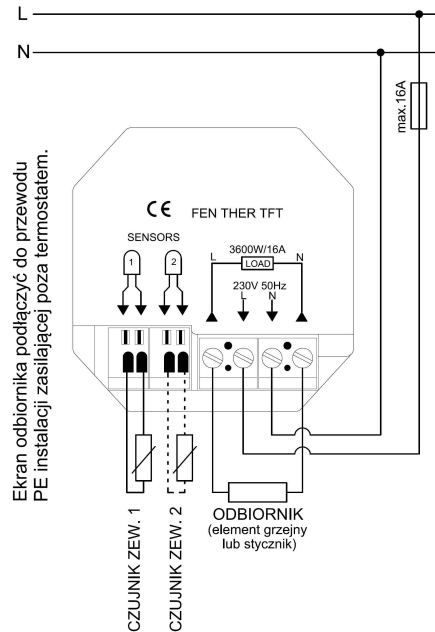 L
N
max.16A
Ekran odbiornika podłączyć do przewodu
PE instalacji zasilającej poza termostatem.
CE FEN THER TFT
SENSORS
1 2
3600W/16A
L LOAD N
230V 50Hz
L N
CZUJNIK ZEW. 1
CZUJNIK ZEW. 2
ODBIORNIK
(element grzejny
lub stycznik)